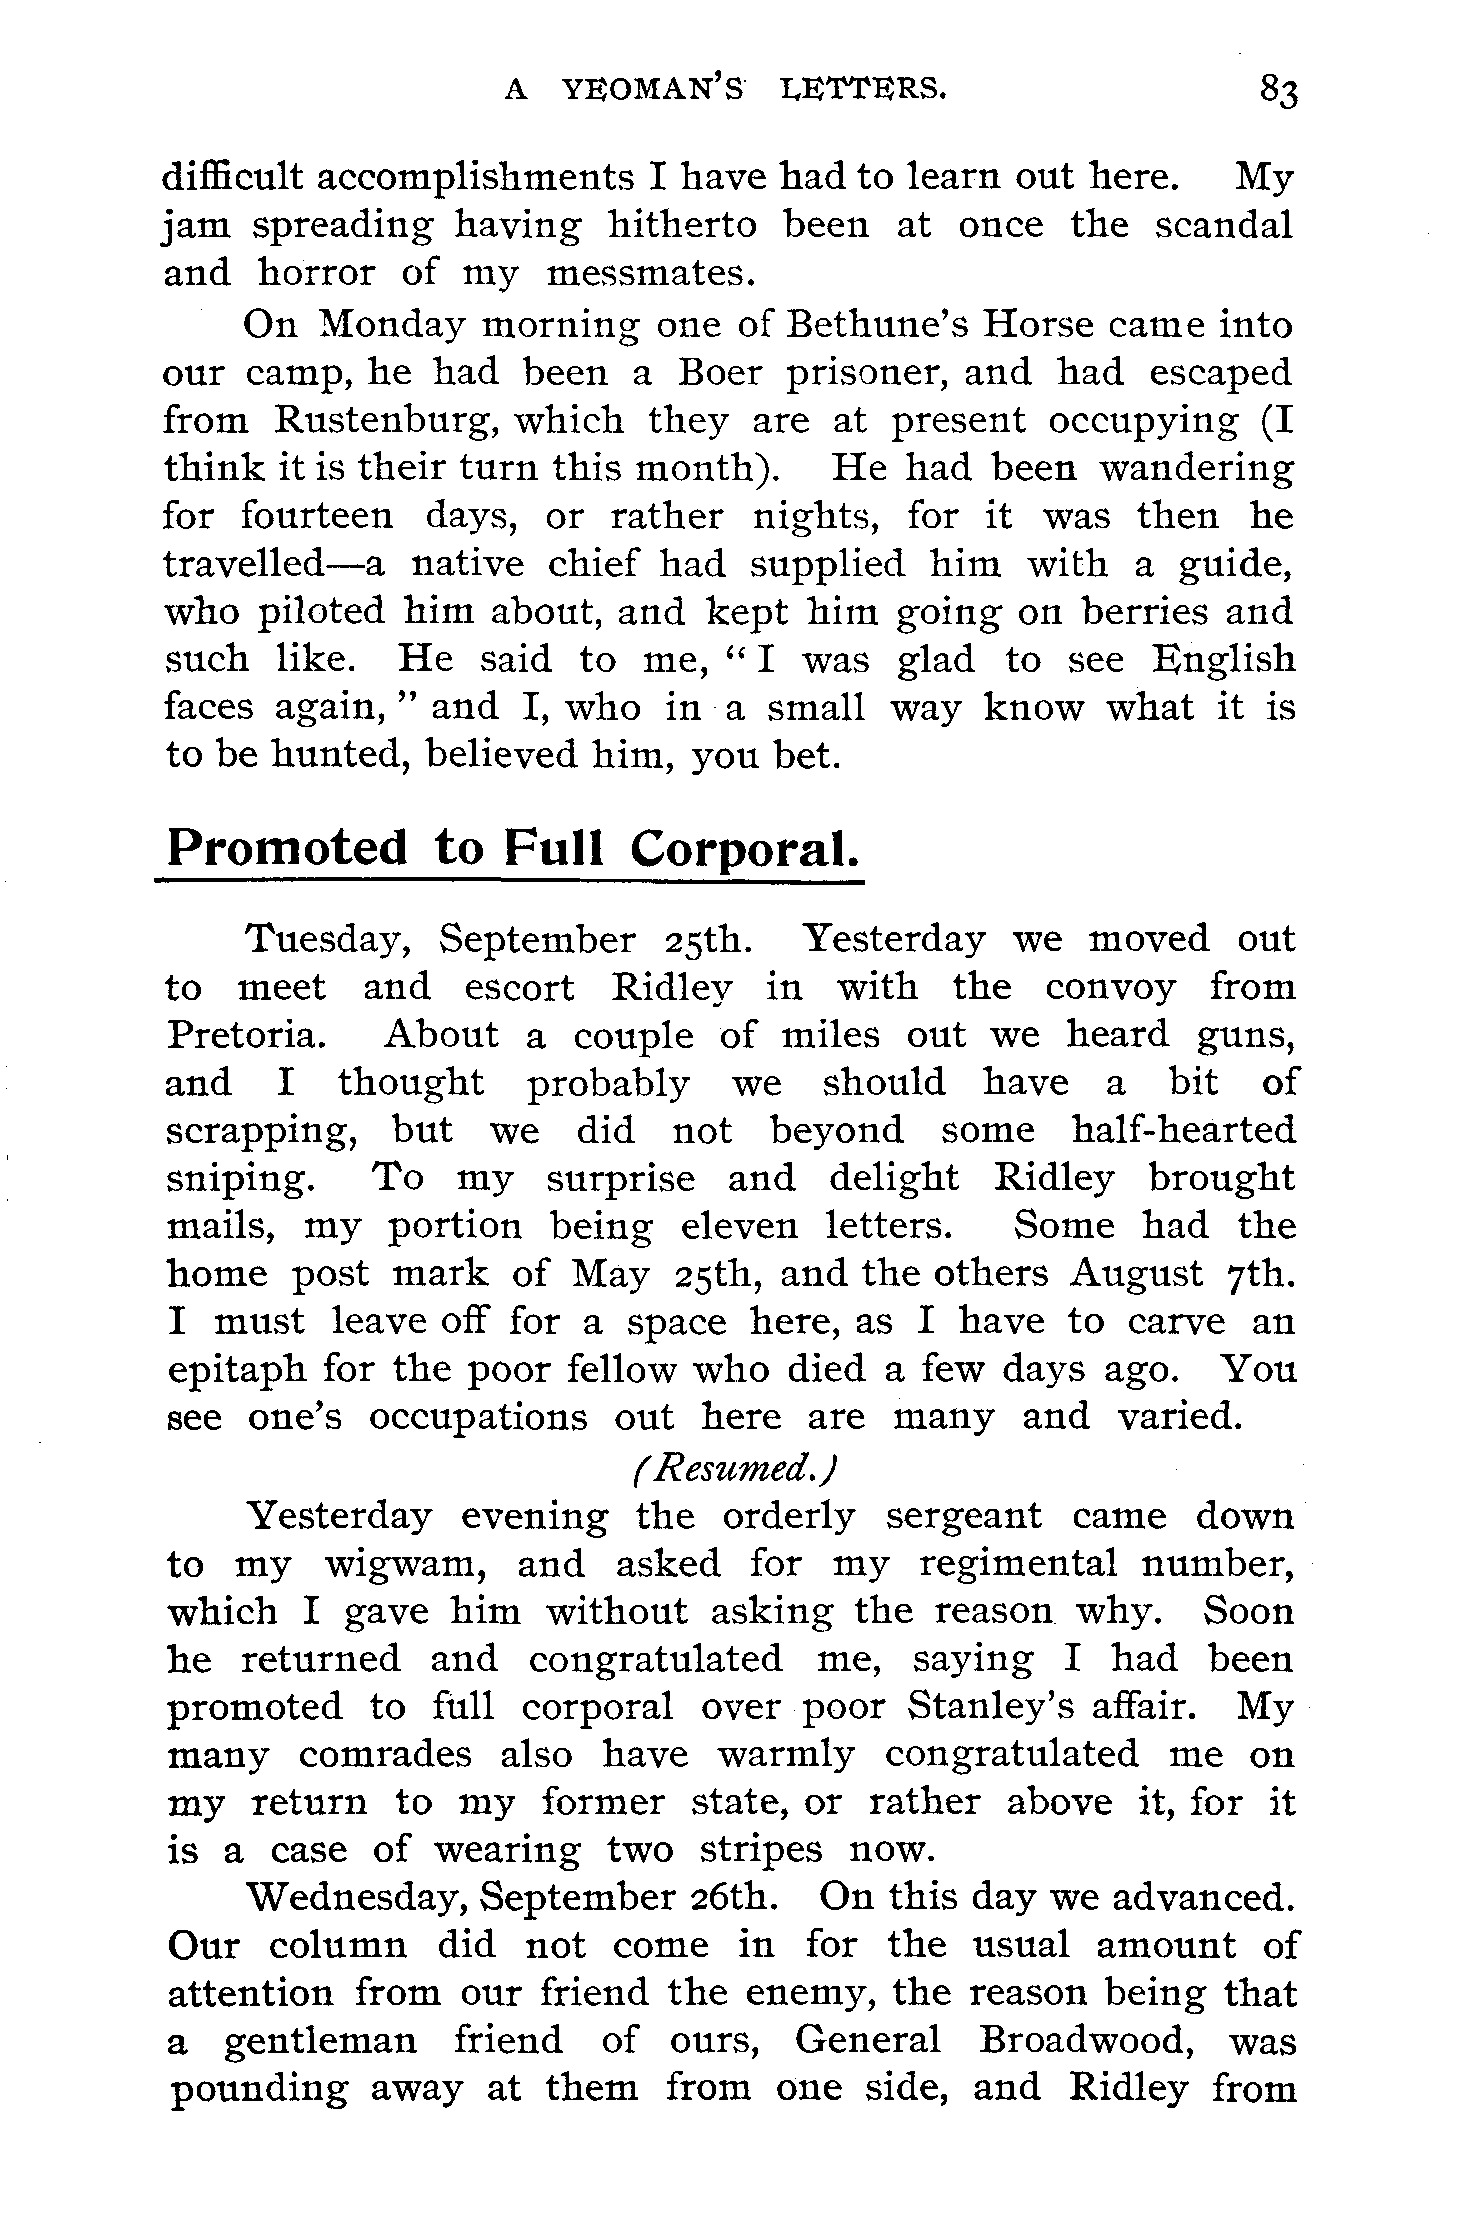 A YEOMAN'S LETTERS. 83
difficult accomplishments I have had to learn out here. My
jam spreading having hitherto been at once the scandal
and horror of my messmates.
On Monday morning one of Bethune's Horse came into
our camp, he had been a Boer prisoner, and had escaped
from Rustenburg, which they are at present occupying (I
think it is their turn this month). He had been wandering
for fourteen days, or rather nights, for it was then he
travelled—a native chief had supplied him with a guide,
who piloted him about, and kept him going on berries and
such like. He said to me, “ I was glad to see English
faces again, ” and I, who in a small way know what it is
to be hunted, believed him, you bet.
Promoted to Full Corporal.
Tuesday, September 25th. Yesterday we moved out
to meet and escort Ridley in with the convoy from
Pretoria. About a couple of miles out we heard guns,
and I thought probably we should have a bit of
scrapping, but we did not beyond some half-hearted
sniping. To my surprise and delight Ridley brought
mails, my portion being eleven letters. Some had the
home post mark of May 25th, and the others August 7th.
I must leave off for a space here, as I have to carve an
epitaph for the poor fellow who died a few days ago. You
see one's occupations out here are many and varied.
(Resumed.)
Yesterday evening the orderly sergeant came down
to my wigwam, and asked for my regimental number,
which I gave him without asking the reason why. Soon
he returned and congratulated me, saying I had been
promoted to full corporal over poor Stanley's affair. My
many comrades also have warmly congratulated me on
my return to my former state, or rather above it, for it
is a case of wearing two stripes now.
Wednesday, September 26th. On this day we advanced.
Our column did not come in for the usual amount of
attention from our friend the enemy, the reason being that
a gentleman friend of ours, General Broadwood, was
pounding away at them from one side, and Ridley from